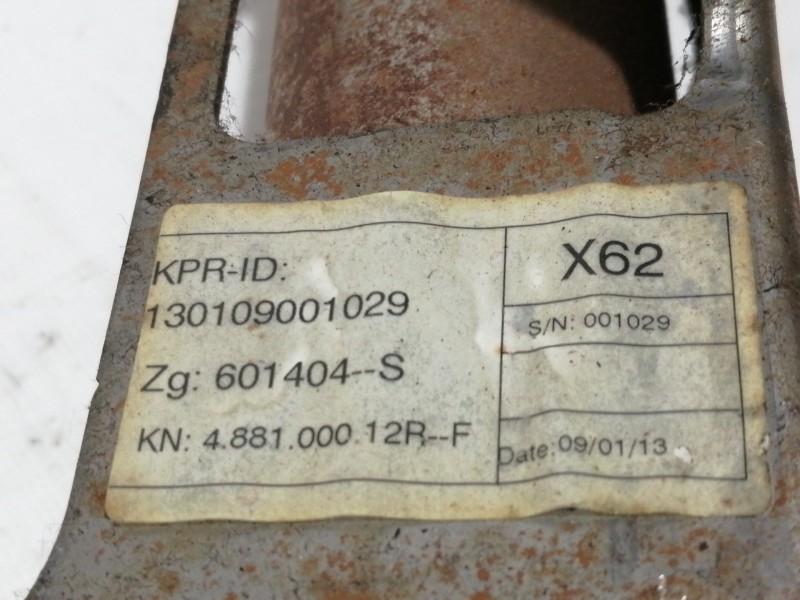 KPR-ID:
130109001029
Zg: 601404--S
KN: 4.881.000.12R--F
X62
S/N: 001029
Date: 09/01/13